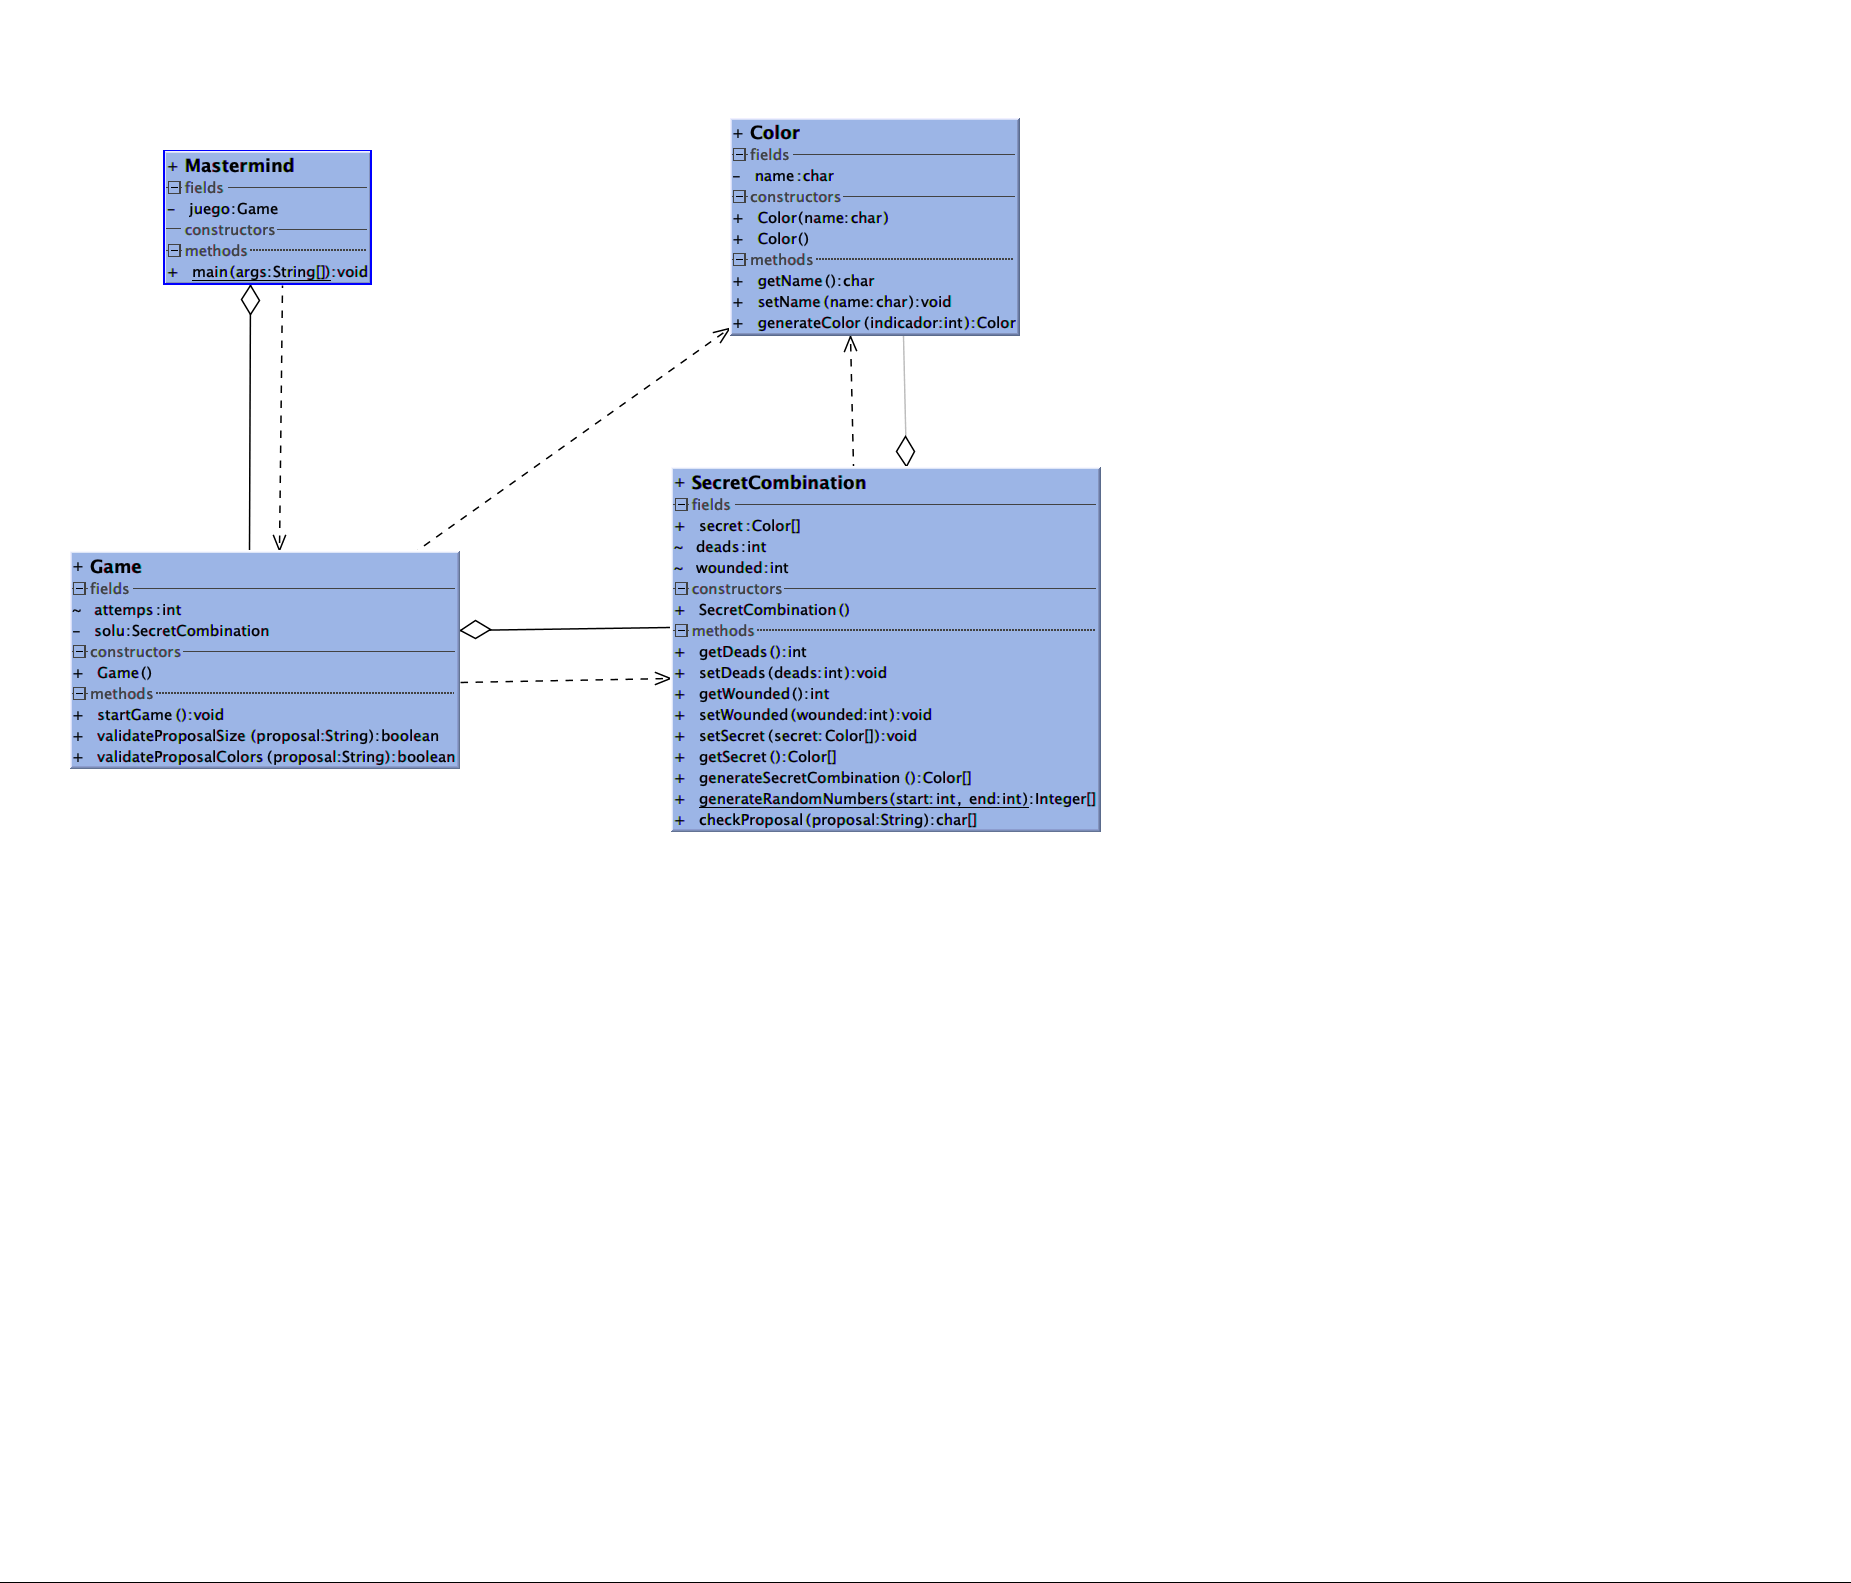 + Mastermind
fields
- juego:Game
constructors
methods
+ main(args:String[]):void
+ Color
fields
- name:char
constructors
+ Color(name:char)
+ Color()
methods
+ getName():char
+ setName(name:char):void
+ generateColor(indicador:int):Color
+ Game
fields
~ attemps:int
- solu:SecretCombination
constructors
+ Game()
methods
+ startGame():void
+ validateProposalSize(proposal:String):boolean
+ validateProposalColors(proposal:String):boolean
+ SecretCombination
fields
+ secret:Color[]
~ deads:int
~ wounded:int
constructors
+ SecretCombination()
methods
+ getDeads():int
+ setDeads(deads:int):void
+ getWounded():int
+ setWounded(wounded:int):void
+ setSecret(secret:Color[]):void
+ getSecret():Color[]
+ generateSecretCombination():Color[]
+ generateRandomNumbers(start:int, end:int):Integer[]
+ checkProposal(proposal:String):char[]